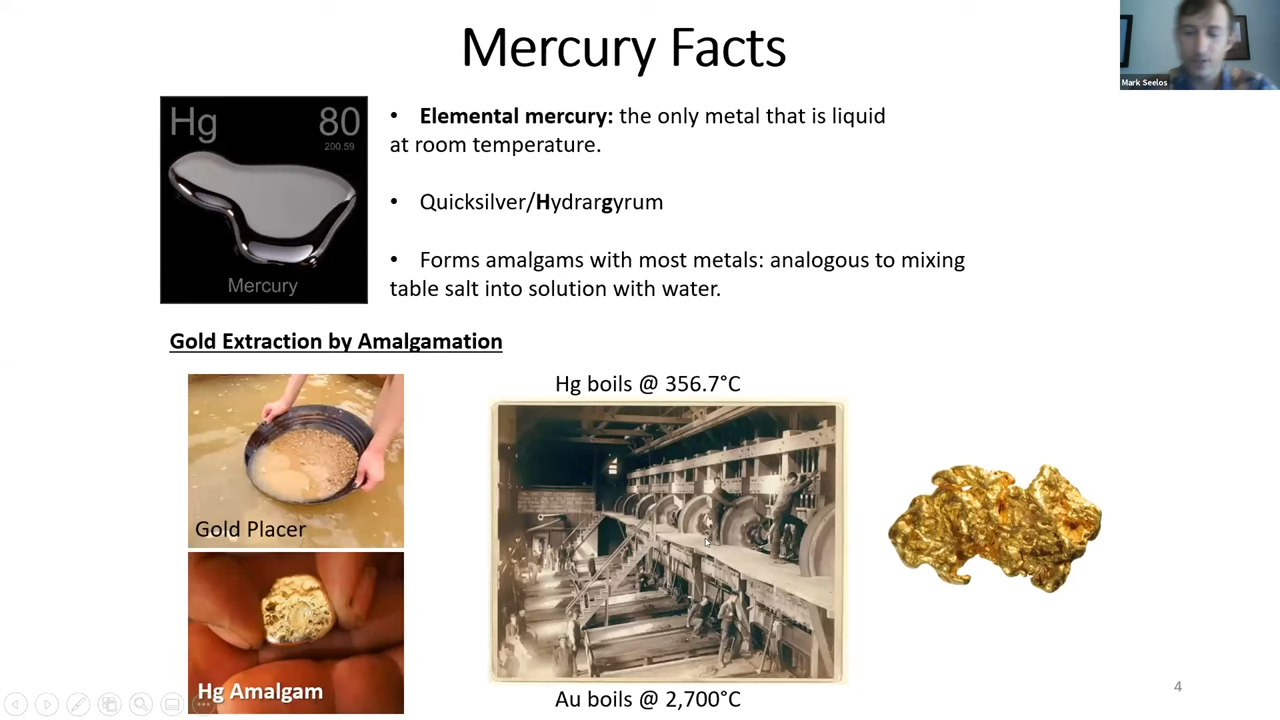 Mercury Facts
Mark Seelos
Hg 80
200.59
Mercury
• Elemental mercury: the only metal that is liquid
at room temperature.
• Quicksilver/Hydrargyrum
• Forms amalgams with most metals: analogous to mixing
table salt into solution with water.
Gold Extraction by Amalgamation
Gold Placer
Hg Amalgam
Hg boils @ 356.7°C
Au boils @ 2,700°C
4